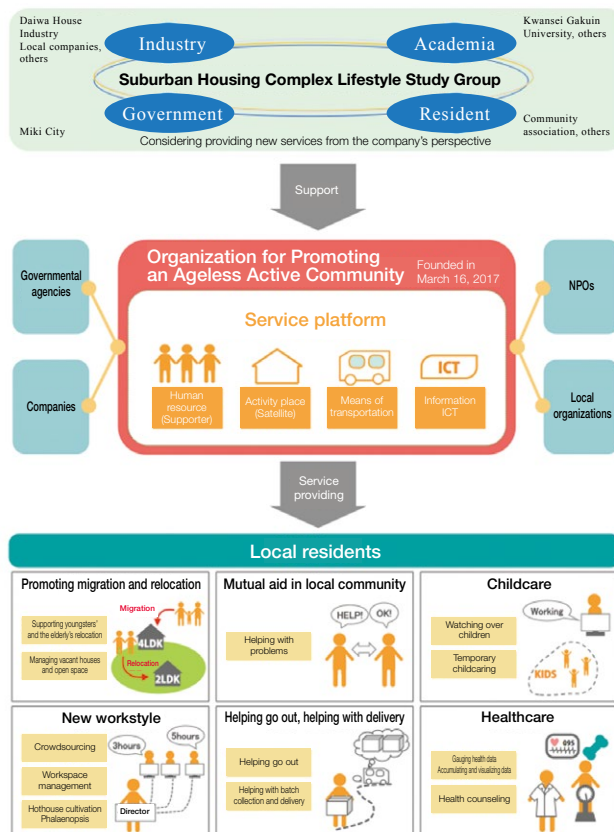 Daiwa House
Industry
Local companies,
others
Industry
Academia
Kwansei Gakuin
University, others
Suburban Housing Complex Lifestyle Study Group
Miki City
Government
Resident
Community
association, others
Considering providing new services from the company's perspective
Support
Governmental
agencies
Companies
Organization for Promoting
an Ageless Active Community
Founded in
March 16, 2017
Service platform
Human
resource
(Supporter)
Activity place
(Satellite)
Means of
transportation
ICT
Information
ICT
NPOs
Local
organizations
Service
providing
Local residents
Promoting migration and relocation
Supporting youngsters'
and the elderly's relocation
Managing vacant houses
and open space
Migration
4LDK
Relocation
2LDK
Mutual aid in local community
Helping with
problems
HELP!
OK!
Childcare
Watching over
children
Temporary
childcaring
Working
KIDS
New workstyle
Crowdsourcing
Workspace
management
Hothouse cultivation
Phalaenopsis
3hours
5hours
Director
Helping go out, helping with delivery
Helping go out
Helping with batch
collection and delivery
Healthcare
Gauging health data
Accumulating and visualizing data
Health counseling
095